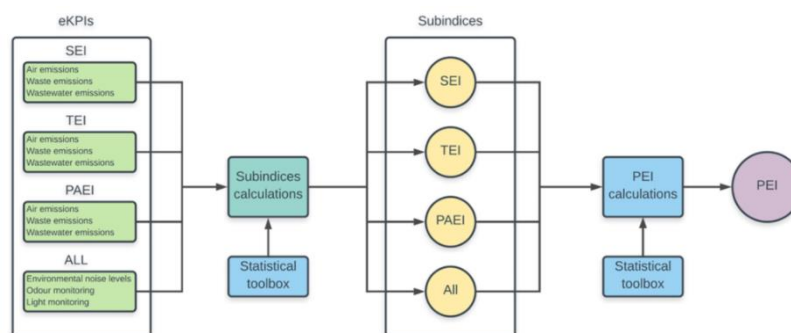 eKPIs
SEI
Air emissions
Waste emissions
Wastewater emissions
TEI
Air emissions
Waste emissions
Wastewater emissions
PAEI
Air emissions
Waste emissions
Wastewater emissions
ALL
Environmental noise levels
Odour monitoring
Light monitoring
Subindices
calculations
Statistical
toolbox
Subindices
SEI
TEI
PAEI
All
PEI
calculations
Statistical
toolbox
PEI